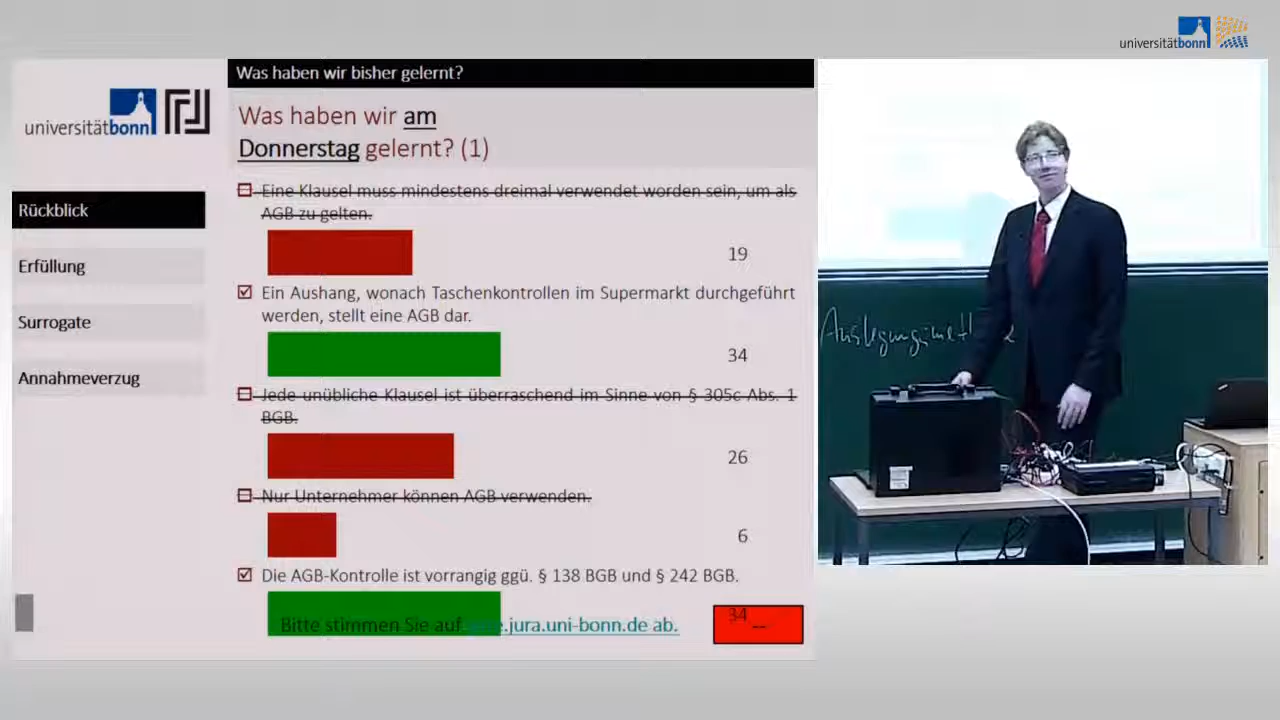 universitätbonn
Was haben wir bisher gelernt?
universitätbonn
Was haben wir am
Donnerstag gelernt? (1)
Rückblick
Erfüllung
Surrogate
Annahmeverzug
Eine Klausel muss mindestens dreimal verwendet worden sein, um als
AGB zu gelten.
19
Ein Aushang, wonach Taschenkontrollen im Supermarkt durchgeführt
werden, stellt eine AGB dar.
34
Jede unübliche Klausel ist überraschend im Sinne von § 305c Abs. 1
BGB.
26
Nur Unternehmer können AGB verwenden.
6
Die AGB-Kontrolle ist vorrangig ggü. § 138 BGB und § 242 BGB.
34
Bitte stimmen Sie auf .jura.uni-bonn.de ab.